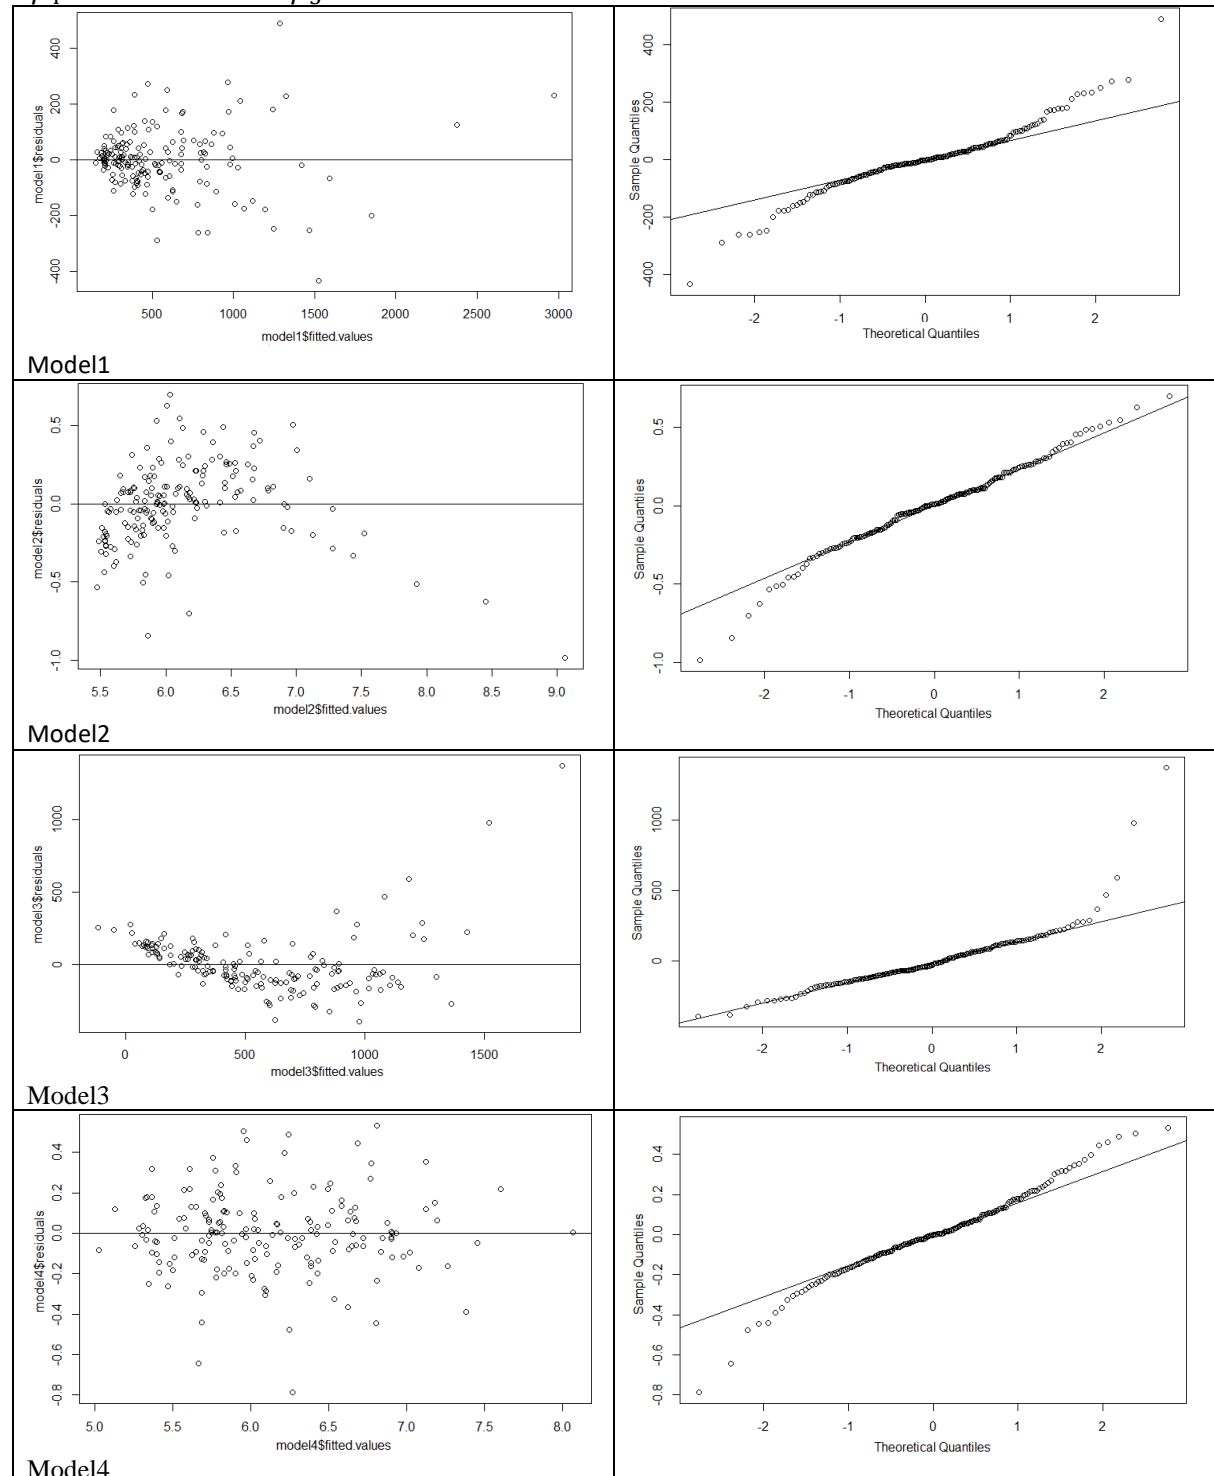 400
200
0
-200
-400
model1$residuals
500 1000 1500 2000 2500 3000
model1$fitted.values
Model1
400
200
0
-200
-400
Sample Quantiles
-2 -1 0 1 2
Theoretical Quantiles
0.5
0.0
-0.5
-1.0
model2$residuals
5.5 6.0 6.5 7.0 7.5 8.0 8.5 9.0
model2$fitted.values
Model2
0.5
0.0
-0.5
-1.0
Sample Quantiles
-2 -1 0 1 2
Theoretical Quantiles
1000
500
0
model3$residuals
0 500 1000 1500
model3$fitted.values
Model3
1000
500
0
Sample Quantiles
-2 -1 0 1 2
Theoretical Quantiles
0.4
0.2
0.0
-0.2
-0.4
-0.6
-0.8
model4$residuals
5.0 5.5 6.0 6.5 7.0 7.5 8.0
model4$fitted.values
Model4
0.4
0.2
0.0
-0.2
-0.4
-0.6
-0.8
Sample Quantiles
-2 -1 0 1 2
Theoretical Quantiles